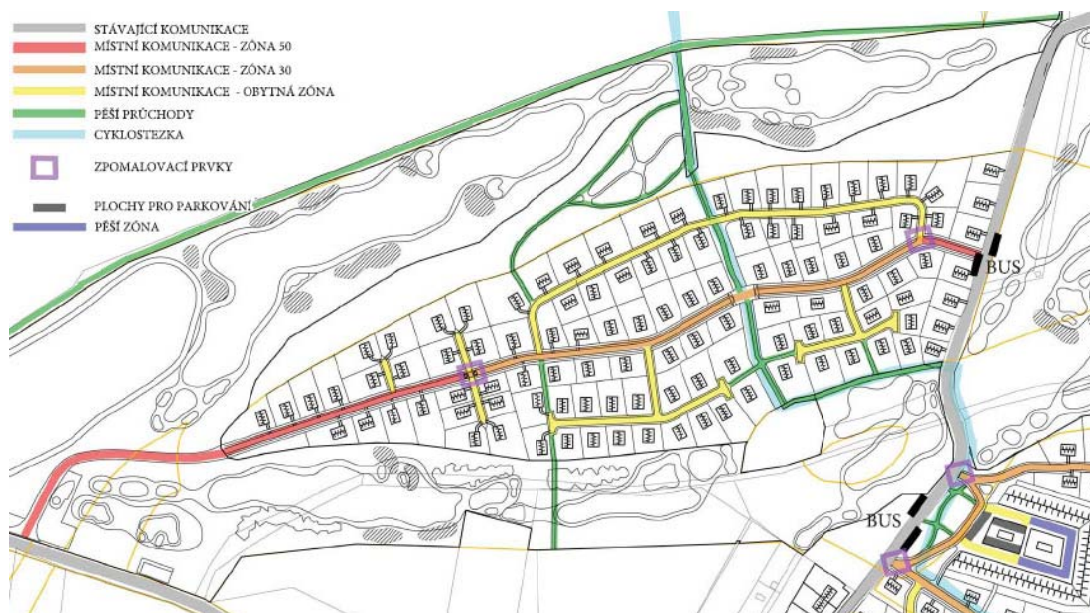 STÁVAJÍCÍ KOMUNIKACE
MÍSTNÍ KOMUNIKACE - ZÓNA 50
MÍSTNÍ KOMUNIKACE - ZÓNA 30
MÍSTNÍ KOMUNIKACE - OBYTNÁ ZÓNA
PĚŠÍ PRŮCHODY
CYKLOSTEZKA
ZPOMALOVACÍ PRVKY
PLOCHY PRO PARKOVÁNÍ
PĚŠÍ ZÓNA
BUS
BUS